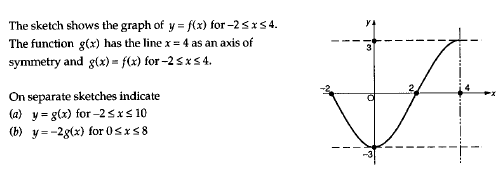 The sketch shows the graph of y = f(x) for –2 ≤ x ≤ 4.
The function g(x) has the line x = 4 as an axis of
symmetry and g(x) = f(x) for –2 ≤ x ≤ 4.
On separate sketches indicate
(a) y = g(x) for –2 ≤ x ≤ 10
(b) y = –2g(x) for 0 ≤ x ≤ 8
y
3
–2
O
2
4
x
–3